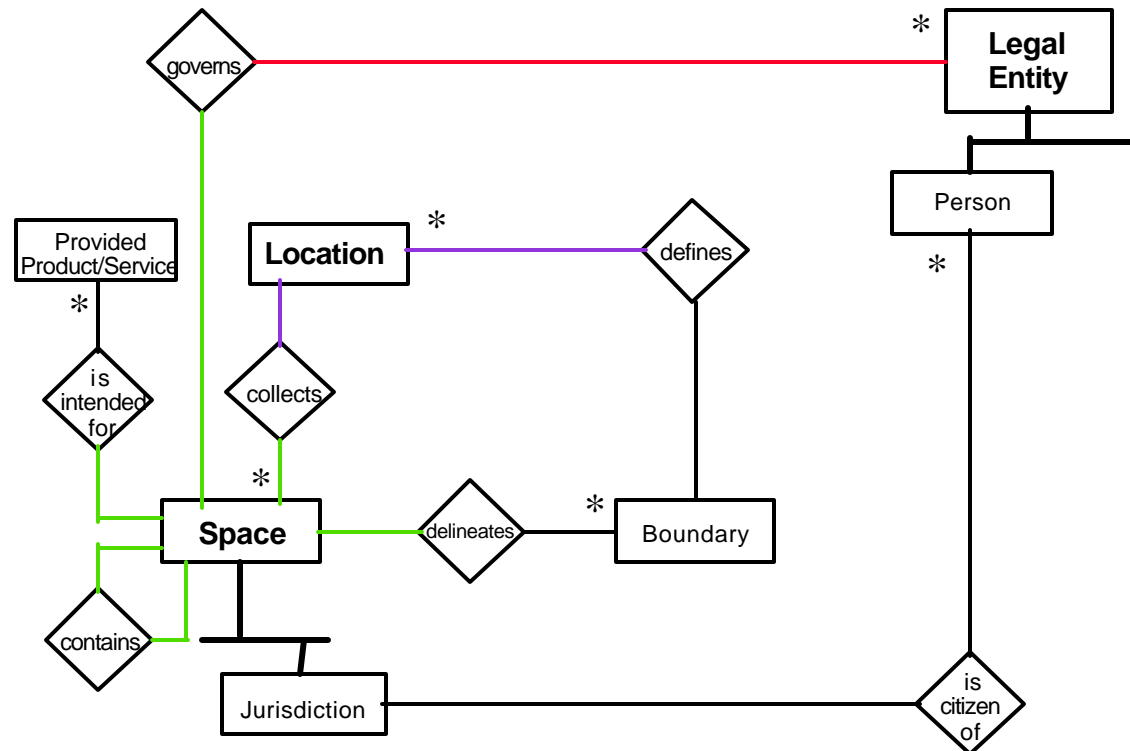 *
Legal
Entity
governs
Person
*
Provided
Product/Service
*
Location
*
defines
is
intended
for
collects
*
Space
delineates
*
Boundary
contains
Jurisdiction
is
citizen
of